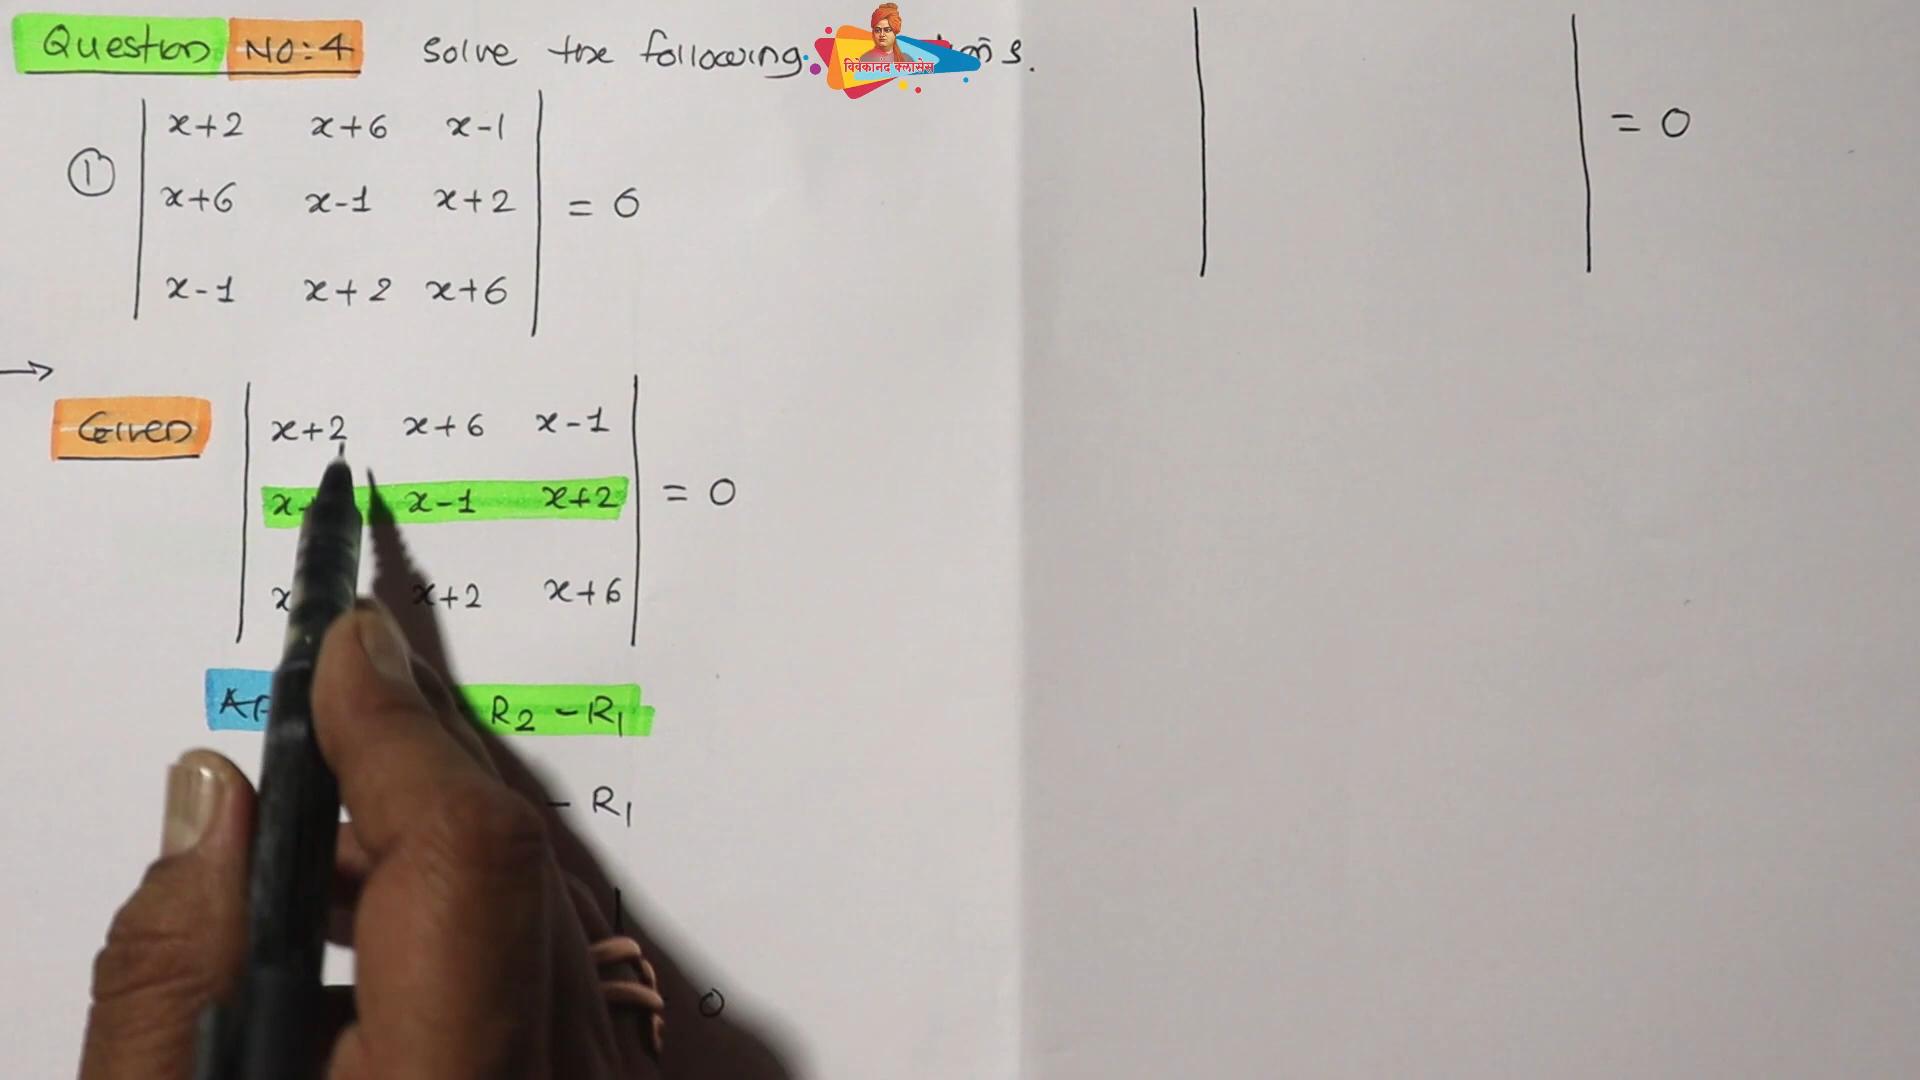 Question No:4 Solve the following
विवेकानंद क्लासेस
① x+2 x+6 x-1
x+6 x-1 x+2 = 0
x-1 x+2 x+6
Given x+2 x+6 x-1
x-1 x+2 = 0
x+2 x+6
R2 - R1
- R1
0
= 0